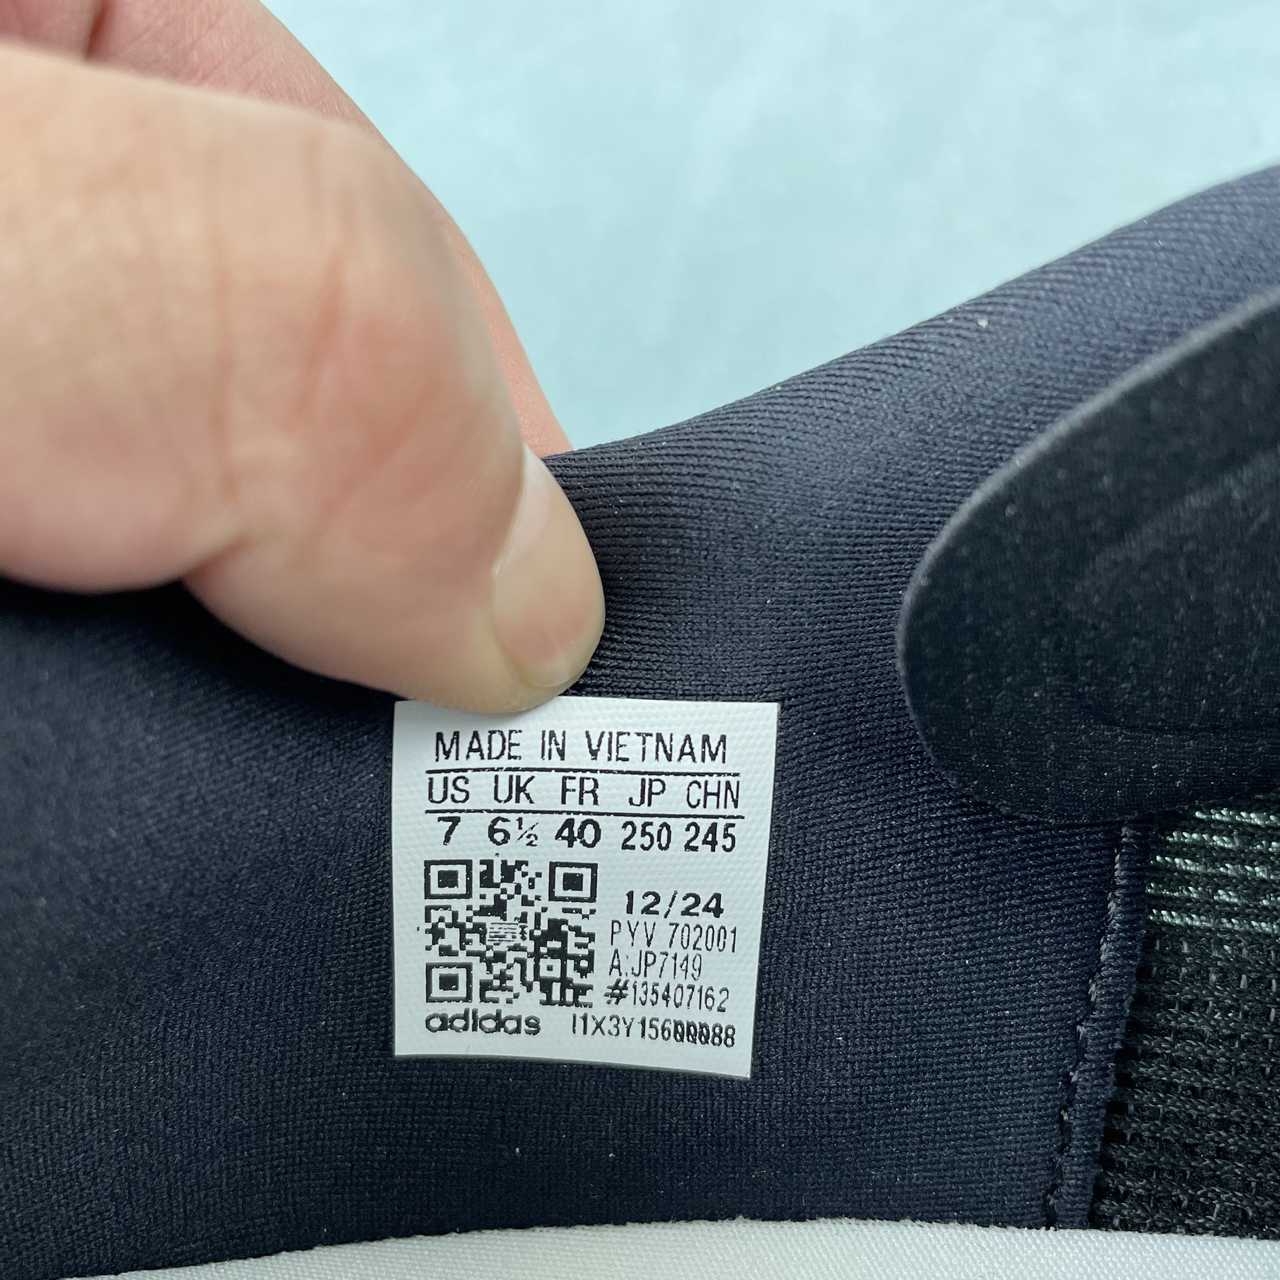 MADE IN VIETNAM
US UK FR JP CHN
7 6½ 40 250 245
12/24
PYV 702001
A:JP7149
#135407162
adidas